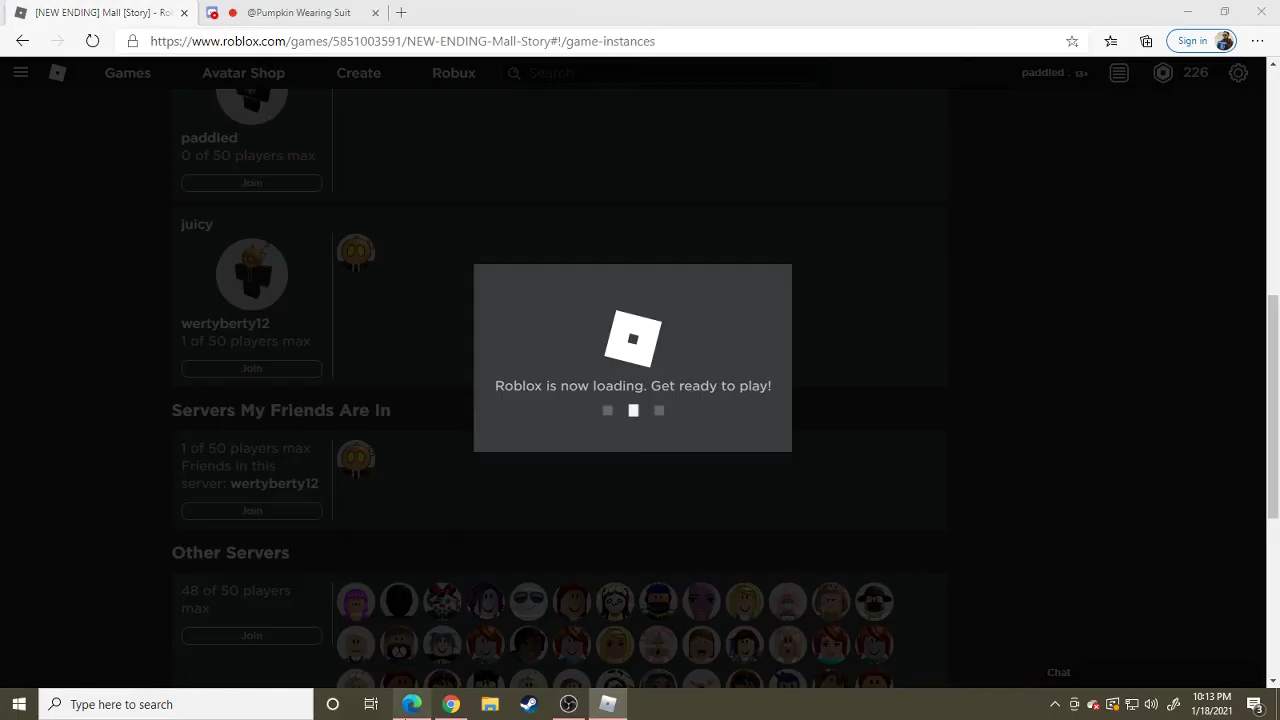 [NEW ENDING] Mall [Story] - Ro
@Pumpkin Wearing Suit
https://www.roblox.com/games/5851003591/NEW-ENDING-Mall-Story#!/game-instances
Sign in
Games
Avatar Shop
Create
Robux
Search
paddled : 13+
226
paddled
0 of 50 players max
Join
juicy
wertyberty12
1 of 50 players max
Join
Roblox is now loading. Get ready to play!
Servers My Friends Are In
1 of 50 players max
Friends in this
server: wertyberty12
Join
Other Servers
48 of 50 players
max
Join
Chat
Type here to search
10:13 PM
1/18/2021
3